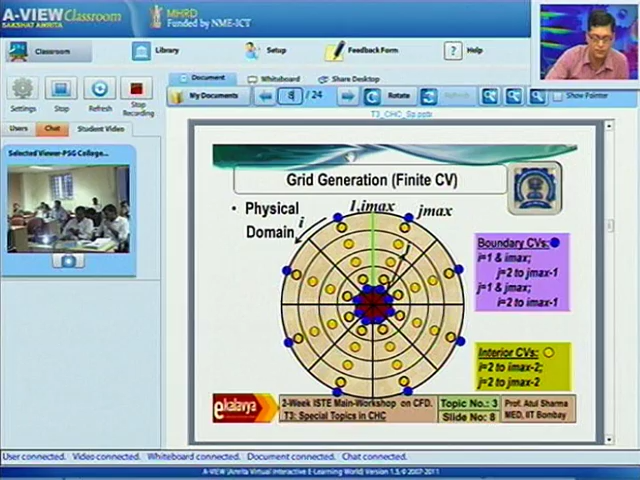 A-VIEW Classroom
SAKSHAT AMRITA
MHRD
Funded by NME-ICT
Classroom
Library
Setup
Feedback Form
? Help
Settings
Stop
Refresh
Stop Recording
Users
Chat
Student Video
Selected Viewer-PSG College...
Document
Whiteboard
Share Desktop
My Documents
8 / 24
Rotate
Refresh
Show Pointer
T3_CHC_Sp.pptx
Grid Generation (Finite CV)
• Physical
Domain
i
1,imax
jmax
j
Boundary CVs:
i=1 & imax;
j=2 to jmax-1
j=1 & jmax;
i=2 to imax-1
Interior CVs:
i=2 to imax-2;
j=2 to jmax-2
ekalavya
2-Week ISTE Main-Workshop on CFD.
T3: Special Topics in CHC
Topic No.: 3
Slide No.: 8
Prof. Atul Sharma
MED, IIT Bombay
User connected. Video connected. Whiteboard connected. Document connected. Chat connected.
A-VIEW (Amrita Virtual Interactive E-Learning World) Version 1.5, © 2007-2011